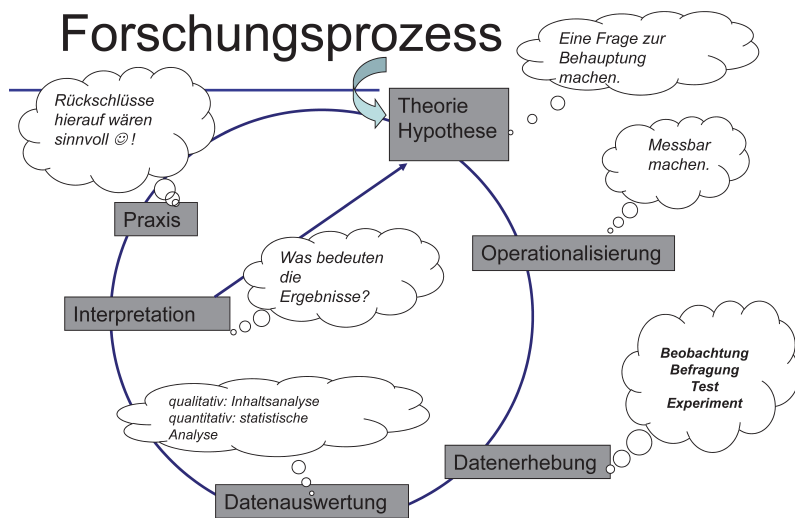 Forschungsprozess
Eine Frage zur
Behauptung
machen.
Theorie
Hypothese
Rückschlüsse
hierauf wären
sinnvoll ☺ !
Messbar
machen.
Praxis
Operationalisierung
Was bedeuten
die
Ergebnisse?
Interpretation
Beobachtung
Befragung
Test
Experiment
qualitativ: Inhaltsanalyse
quantitativ: statistische
Analyse
Datenerhebung
Datenauswertung